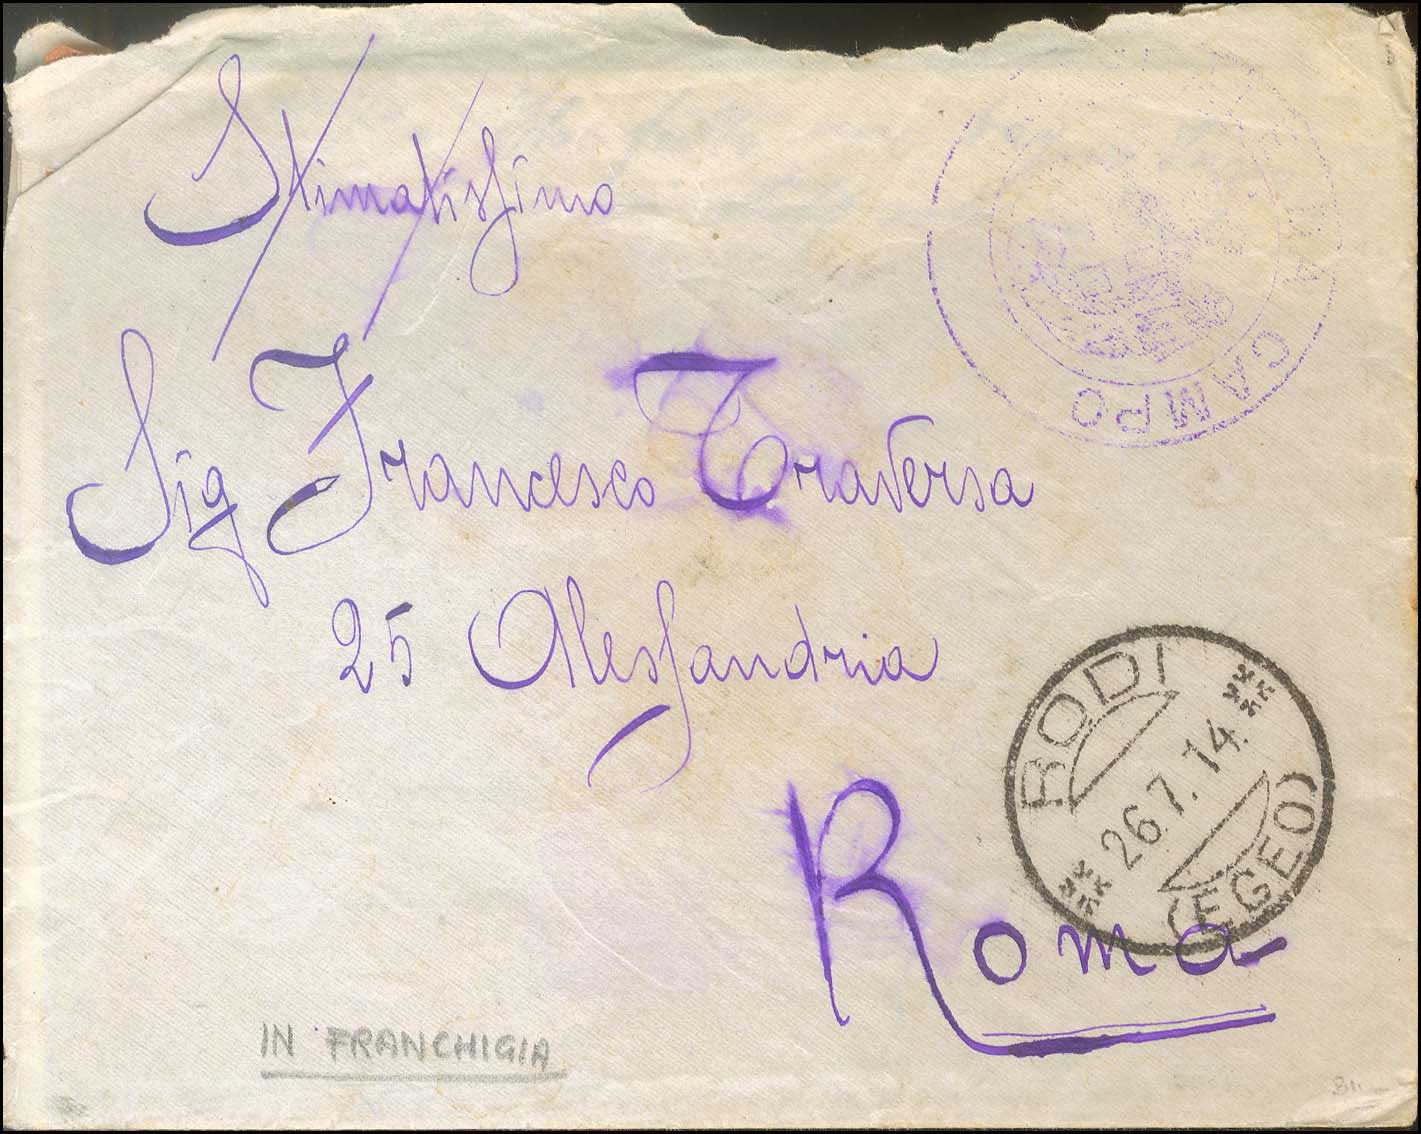 Stimatissimo
Sig Francesco Traversa
25 Alessandria
Roma
CAMPO
RODI
26.7.14.
(EGEO)
IN FRANCHIGIA